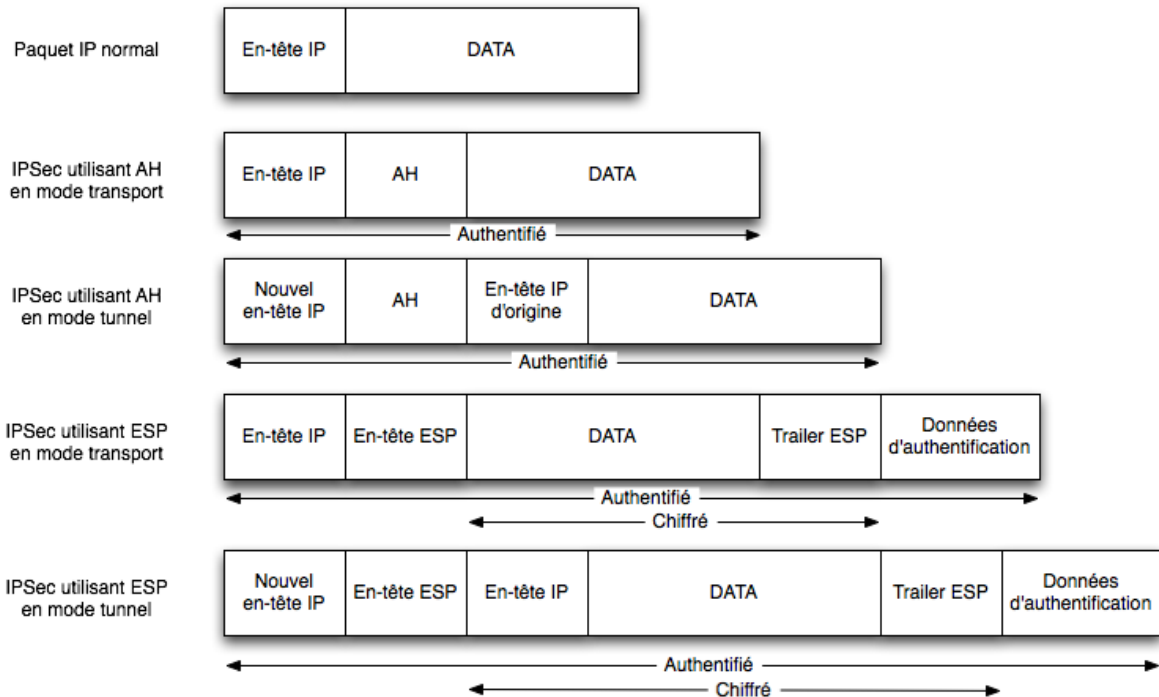 Paquet IP normal
En-tête IP
DATA
IPSec utilisant AH
en mode transport
En-tête IP
AH
DATA
Authentifié
IPSec utilisant AH
en mode tunnel
Nouvel
en-tête IP
AH
En-tête IP
d'origine
DATA
Authentifié
IPSec utilisant ESP
en mode transport
En-tête IP
En-tête ESP
DATA
Trailer ESP
Données
d'authentification
Authentifié
Chiffré
IPSec utilisant ESP
en mode tunnel
Nouvel
en-tête IP
En-tête ESP
En-tête IP
DATA
Trailer ESP
Données
d'authentification
Authentifié
Chiffré